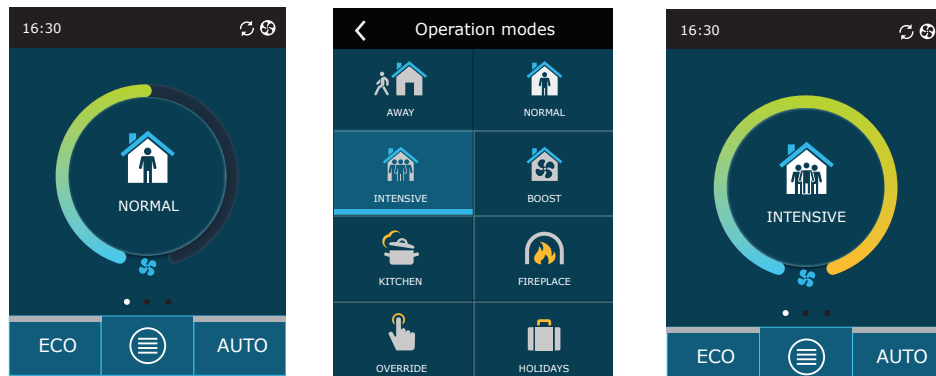 16:30
NORMAL
ECO
AUTO
Operation modes
AWAY
NORMAL
INTENSIVE
BOOST
KITCHEN
FIREPLACE
OVERRIDE
HOLIDAYS
16:30
INTENSIVE
ECO
AUTO